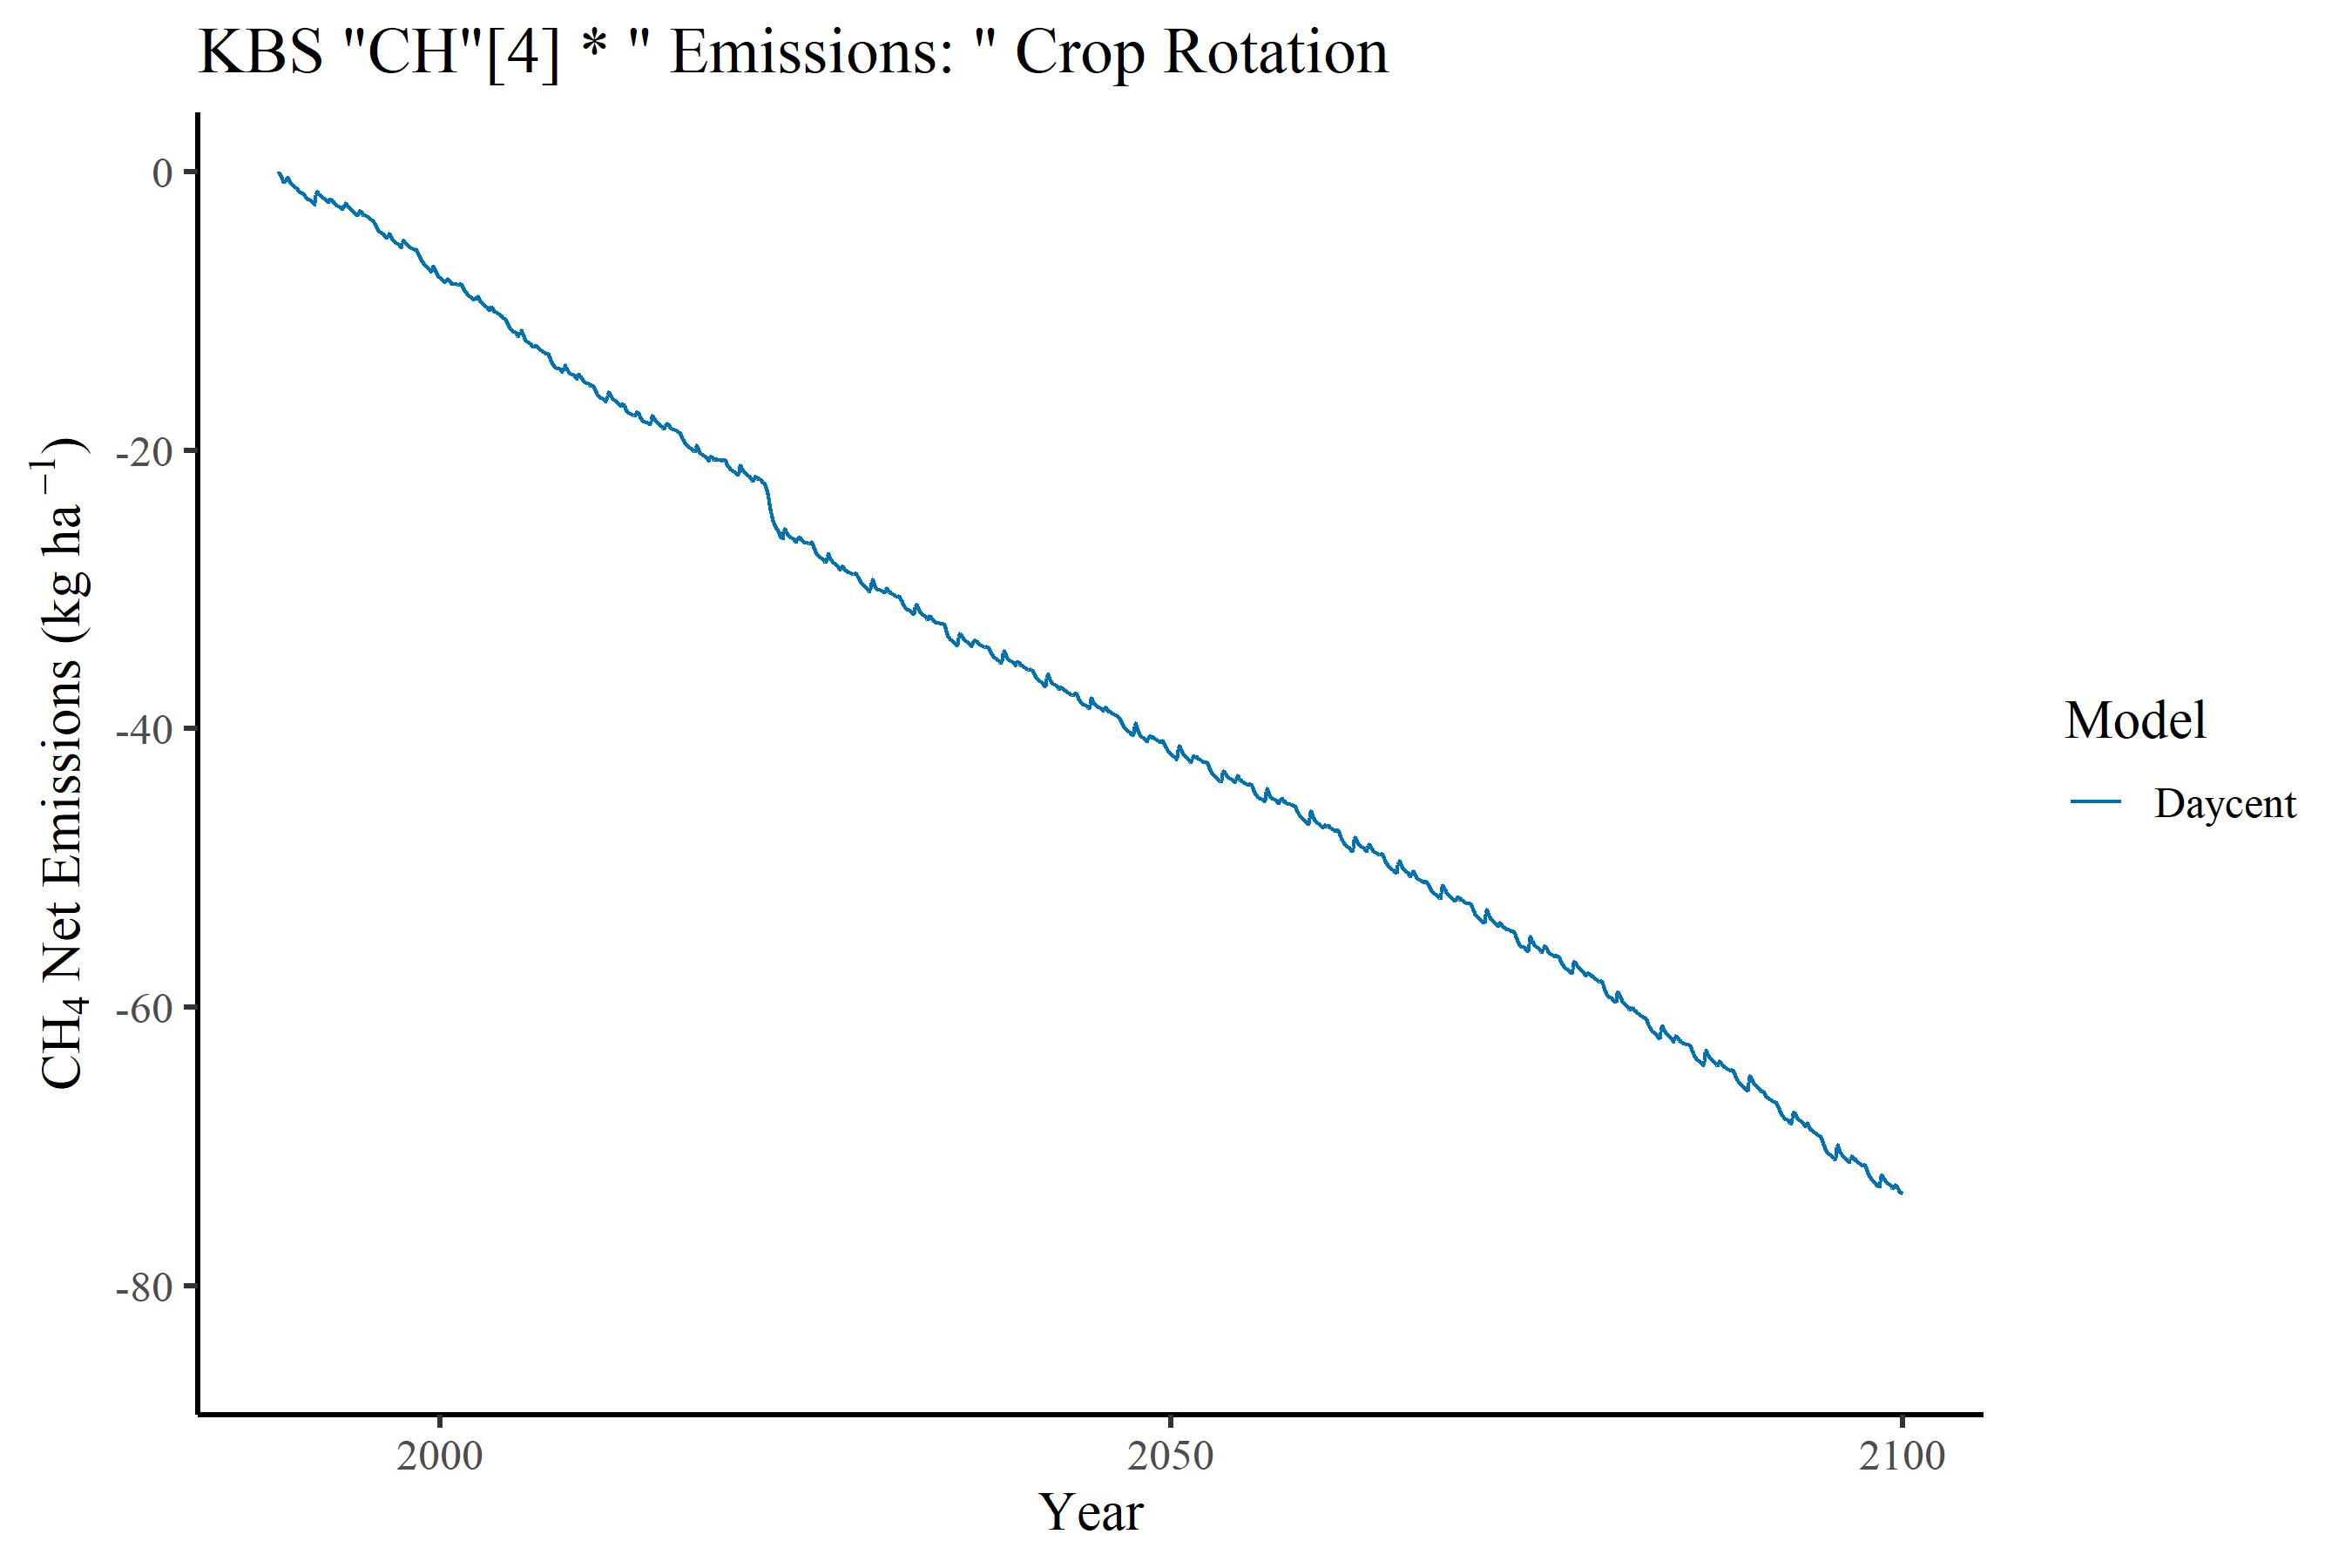 KBS "CH"[4] * " Emissions: " Crop Rotation
CH₄ Net Emissions (kg ha ⁻¹)
0
-20
-40
-60
-80
2000
2050
2100
Year
Model
Daycent